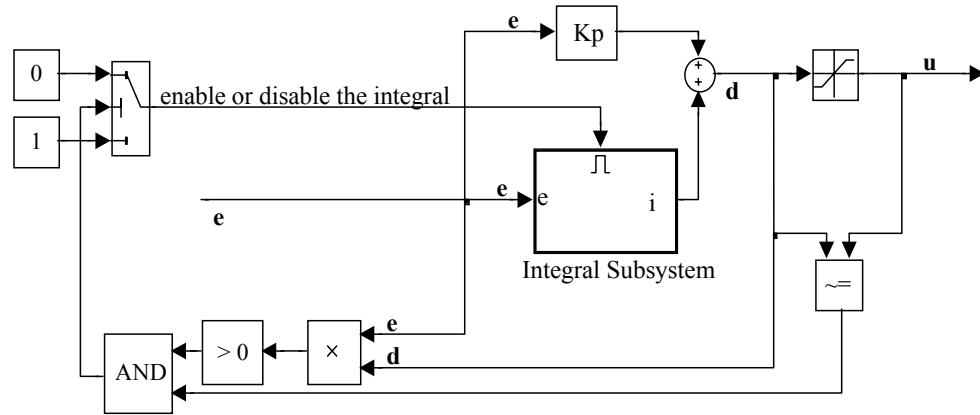 e
Kp
0
+
+
u
d
enable or disable the integral
1
e
e
e
i
Integral Subsystem
~=
e
> 0
×
d
AND